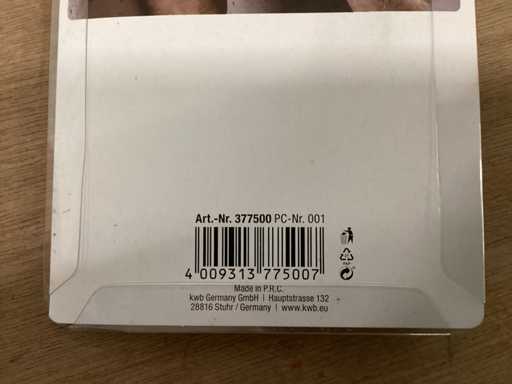 Art.-Nr. 377500 PC-Nr. 001
4 009313 775007
Made in P.R.C.
kwb Germany GmbH | Hauptstrasse 132
28816 Stuhr / Germany | www.kwb.eu